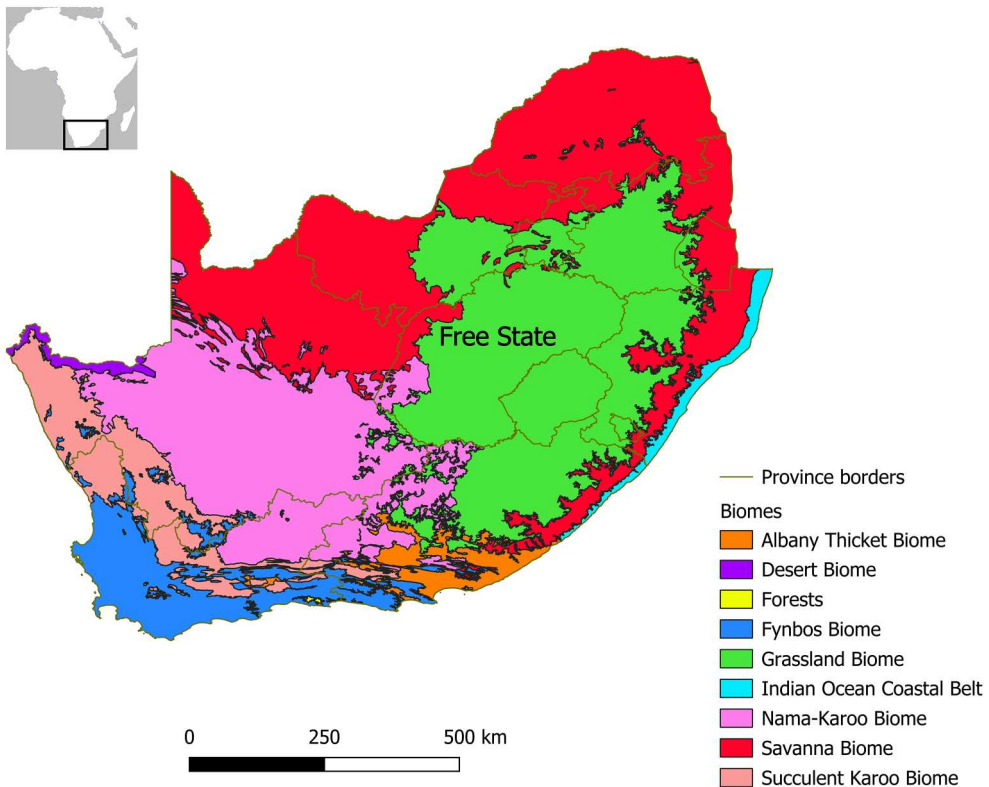 Free State
Province borders
Biomes
Albany Thicket Biome
Desert Biome
Forests
Fynbos Biome
Grassland Biome
Indian Ocean Coastal Belt
Nama-Karoo Biome
Savanna Biome
Succulent Karoo Biome
0 250 500 km